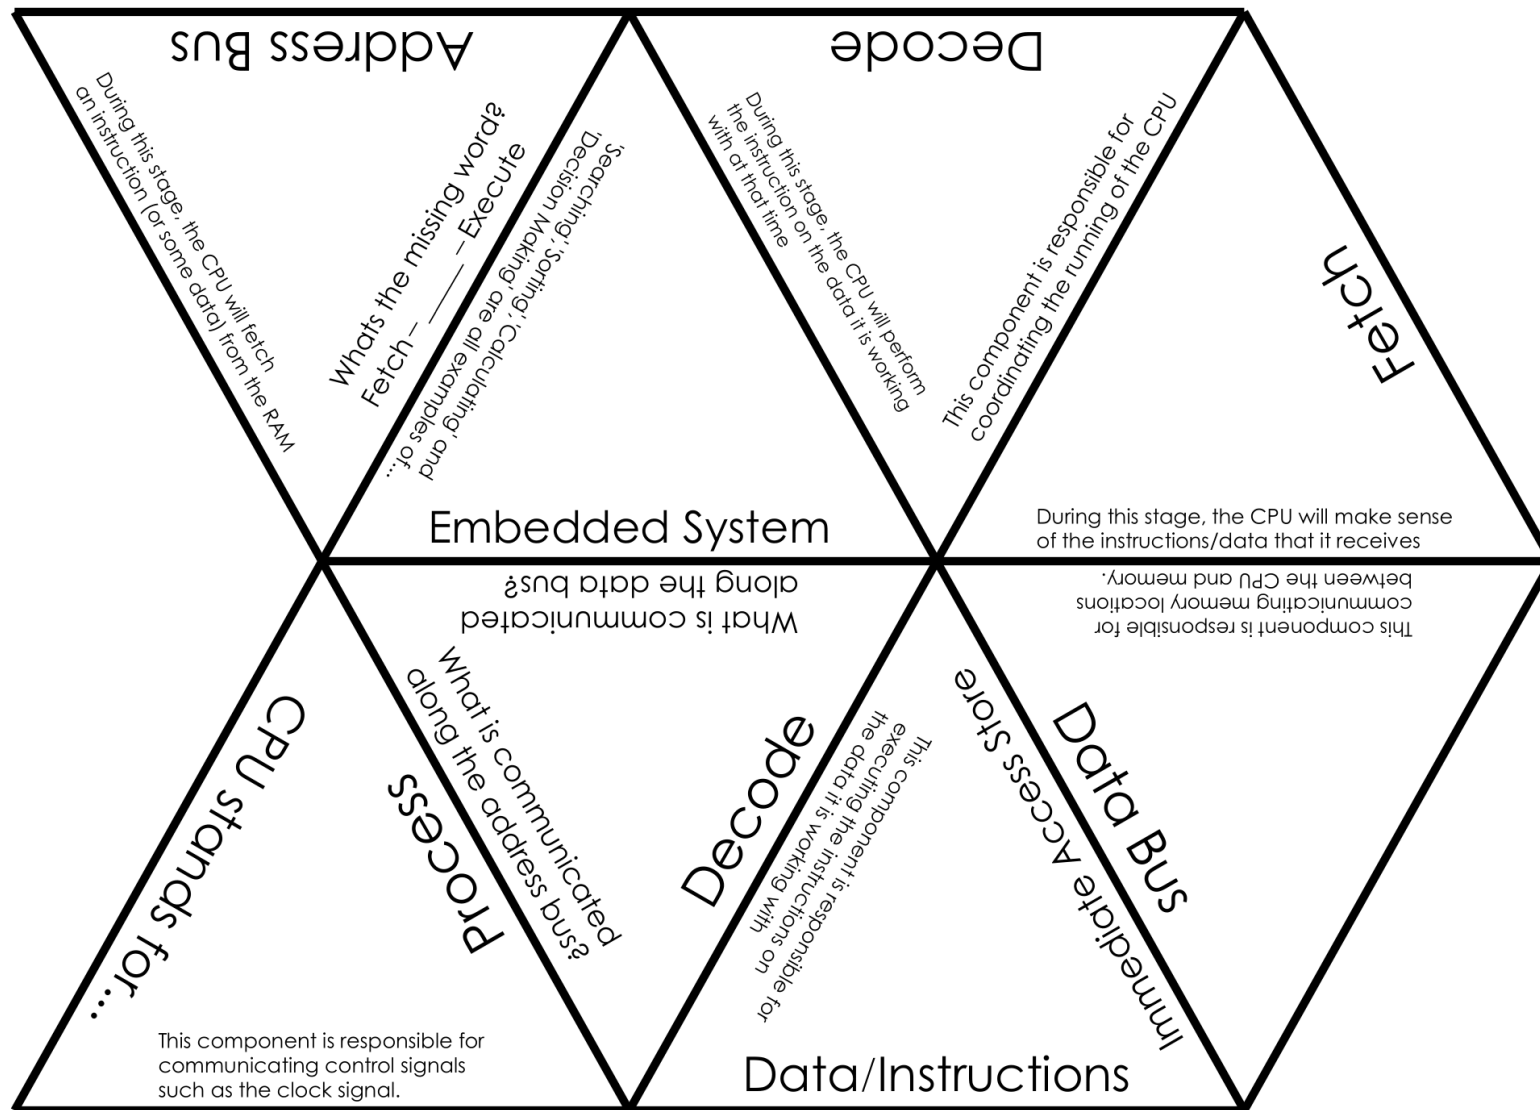 Address Bus
During this stage, the CPU will fetch
an instruction (or some data) from the RAM
Whats the missing word?
Fetch – _____ – Execute
'Searching', 'Sorting', 'Calculating' and
'Decision Making' are all examples of...
Embedded System
Decode
During this stage, the CPU will perform
the instruction on the data it is working
with at that time
This component is responsible for
coordinating the running of the CPU
Fetch
During this stage, the CPU will make sense
of the instructions/data that it receives
CPU stands for...
Process
This component is responsible for
communicating control signals
such as the clock signal.
What is communicated
along the data bus?
What is communicated
along the address bus?
Decode
This component is responsible for
executing the instructions on
the data it is working with
Immediate Access Store
Data/Instructions
This component is responsible for
communicating memory locations
between the CPU and memory.
Data Bus